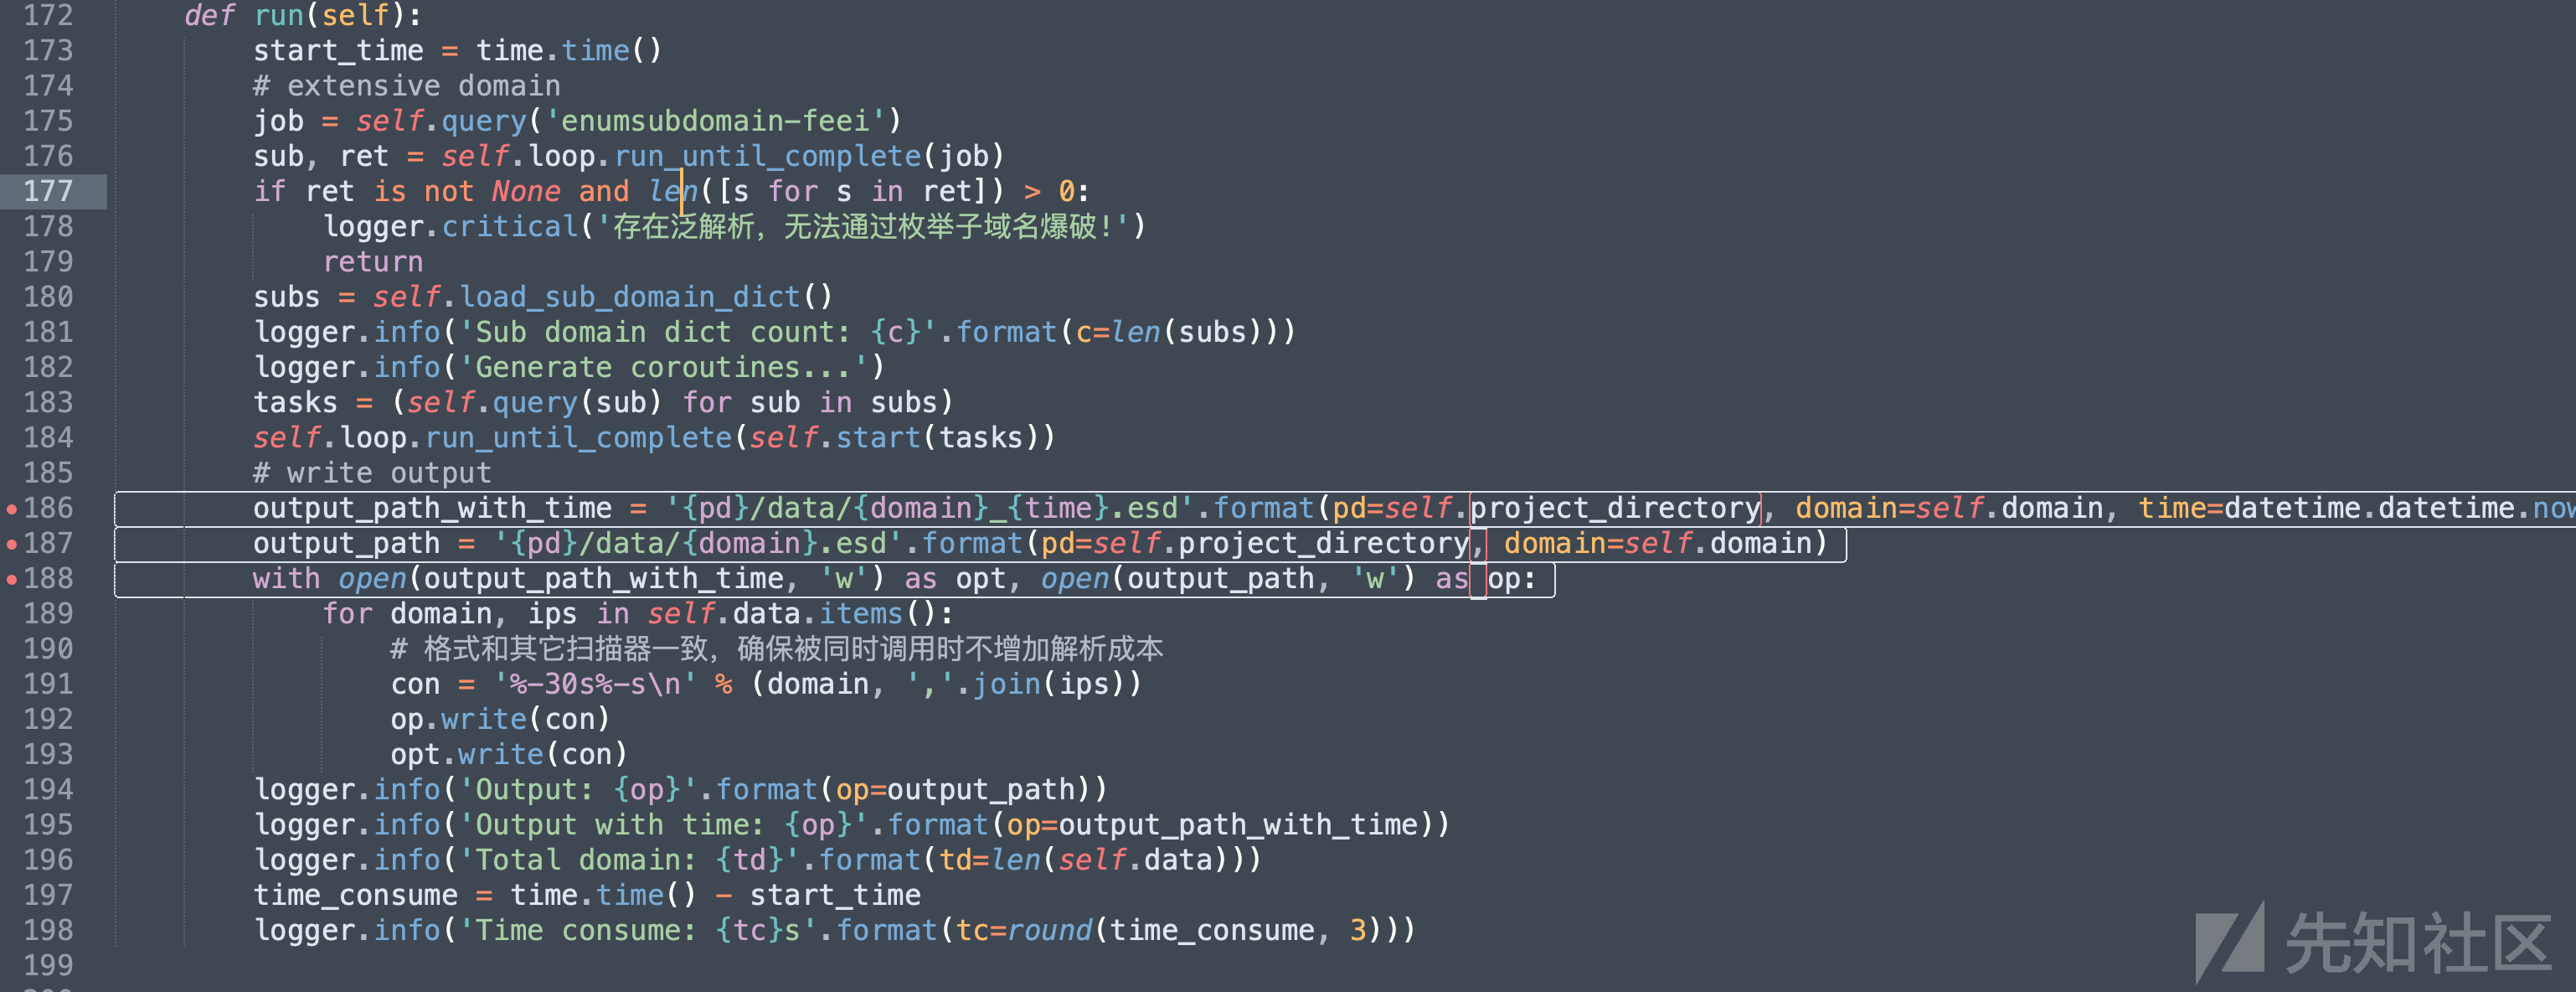 172 def run(self):
173 start_time = time.time()
174 # extensive domain
175 job = self.query('enumsubdomain-feei')
176 sub, ret = self.loop.run_until_complete(job)
177 if ret is not None and len([s for s in ret]) > 0:
178 logger.critical('存在泛解析，无法通过枚举子域名爆破!')
179 return
180 subs = self.load_sub_domain_dict()
181 logger.info('Sub domain dict count: {c}'.format(c=len(subs)))
182 logger.info('Generate coroutines...')
183 tasks = (self.query(sub) for sub in subs)
184 self.loop.run_until_complete(self.start(tasks))
185 # write output
186 output_path_with_time = '{pd}/data/{domain}_{time}.esd'.format(pd=self.project_directory, domain=self.domain, time=datetime.datetime.now
187 output_path = '{pd}/data/{domain}.esd'.format(pd=self.project_directory, domain=self.domain)
188 with open(output_path_with_time, 'w') as opt, open(output_path, 'w') as op:
189 for domain, ips in self.data.items():
190 # 格式和其它扫描器一致，确保被同时调用时不增加解析成本
191 con = '%-30s%-s\n' % (domain, ','.join(ips))
192 op.write(con)
193 opt.write(con)
194 logger.info('Output: {op}'.format(op=output_path))
195 logger.info('Output with time: {op}'.format(op=output_path_with_time))
196 logger.info('Total domain: {td}'.format(td=len(self.data)))
197 time_consume = time.time() - start_time
198 logger.info('Time consume: {tc}s'.format(tc=round(time_consume, 3)))
199
先知社区